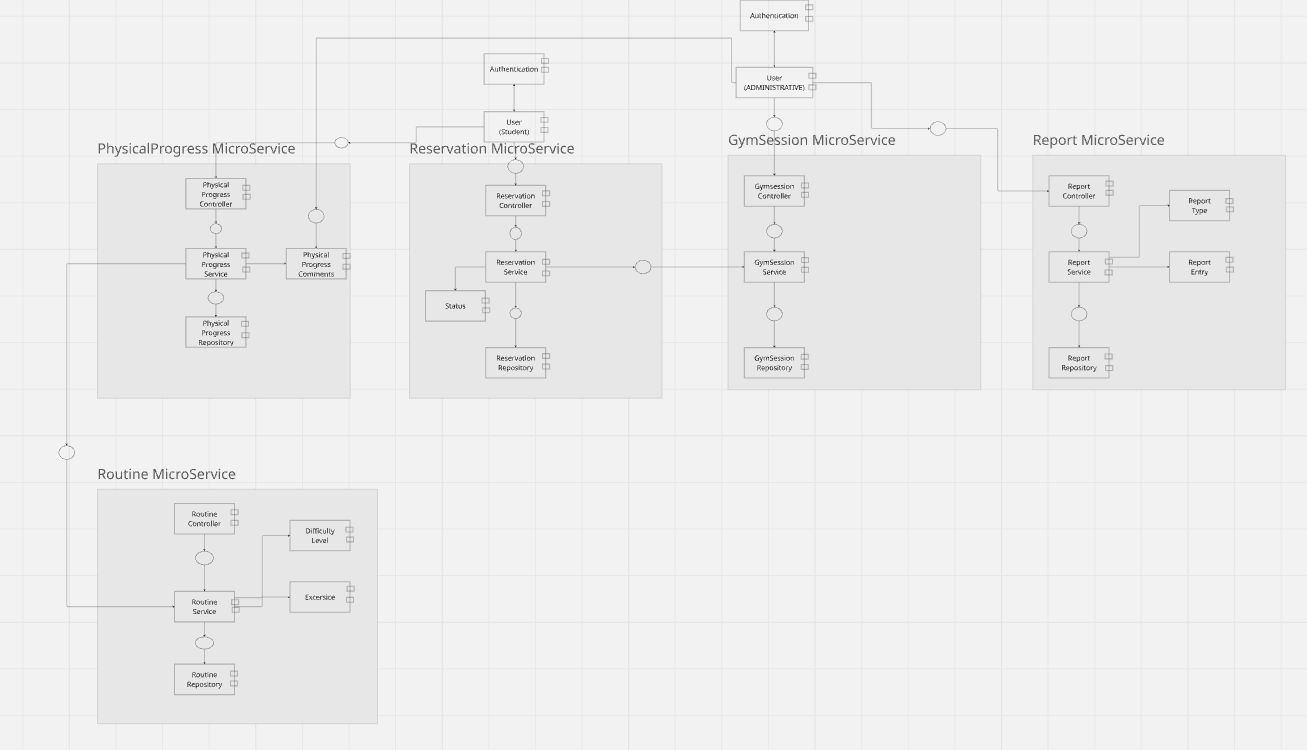 Authentication
User
(ADMINISTRATIVE)
Authentication
User
(Student)
PhysicalProgress MicroService
Physical
Progress
Controller
Physical
Progress
Service
Physical
Progress
Comments
Physical
Progress
Repository
Reservation MicroService
Reservation
Controller
Reservation
Service
Status
Reservation
Repository
GymSession MicroService
Gymsession
Controller
GymSession
Service
GymSession
Repository
Report MicroService
Report
Controller
Report
Type
Report
Service
Report
Entry
Report
Repository
Routine MicroService
Routine
Controller
Difficulty
Level
Routine
Service
Excersice
Routine
Repository